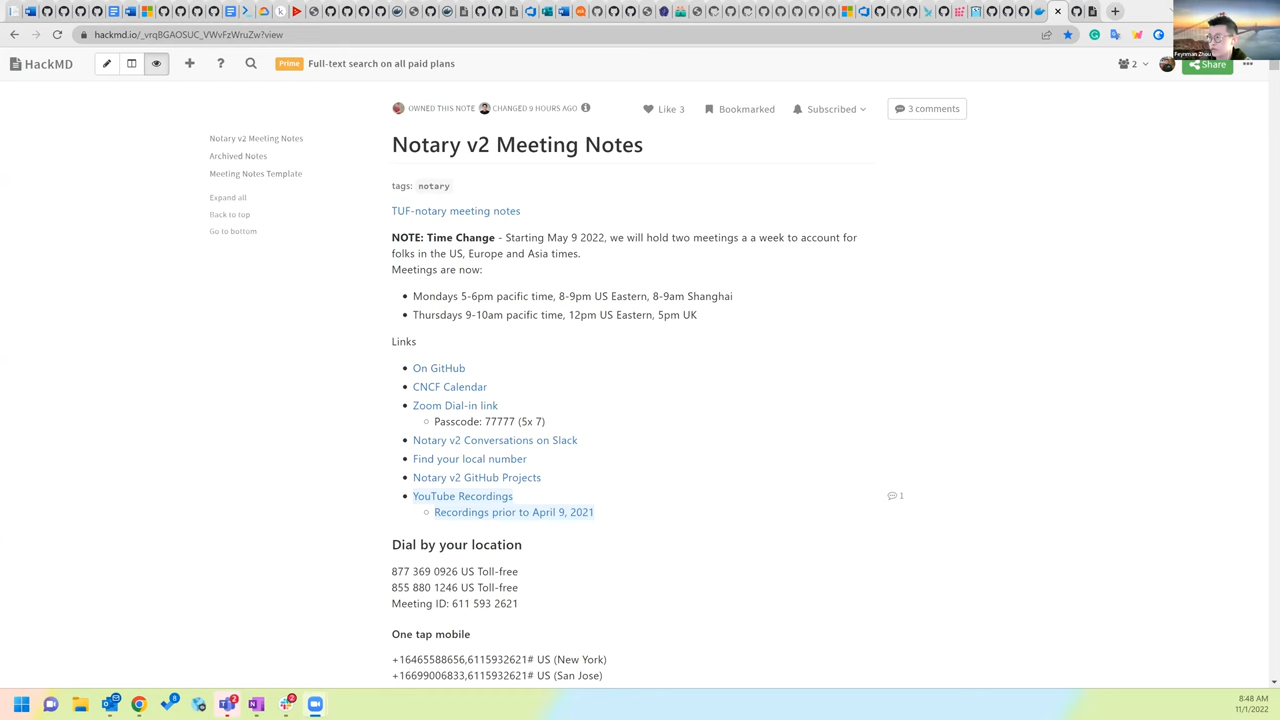 hackmd.io/_vrqBGAOSUC_VWvFzWruZw?view
Feynman Zhou
HackMD
Prime Full-text search on all paid plans
2
Share
OWNED THIS NOTE CHANGED 9 HOURS AGO
Like 3
Bookmarked
Subscribed
3 comments
Notary v2 Meeting Notes
Archived Notes
Meeting Notes Template
Expand all
Back to top
Go to bottom
Notary v2 Meeting Notes
tags: notary
TUF-notary meeting notes
NOTE: Time Change - Starting May 9 2022, we will hold two meetings a a week to account for
folks in the US, Europe and Asia times.
Meetings are now:
• Mondays 5-6pm pacific time, 8-9pm US Eastern, 8-9am Shanghai
• Thursdays 9-10am pacific time, 12pm US Eastern, 5pm UK
Links
• On GitHub
• CNCF Calendar
• Zoom Dial-in link
○ Passcode: 77777 (5x 7)
• Notary v2 Conversations on Slack
• Find your local number
• Notary v2 GitHub Projects
• YouTube Recordings
1
○ Recordings prior to April 9, 2021
Dial by your location
877 369 0926 US Toll-free
855 880 1246 US Toll-free
Meeting ID: 611 593 2621
One tap mobile
+16465588656,6115932621# US (New York)
+16699006833,6115932621# US (San Jose)
8
2
2
8:48 AM
11/1/2022